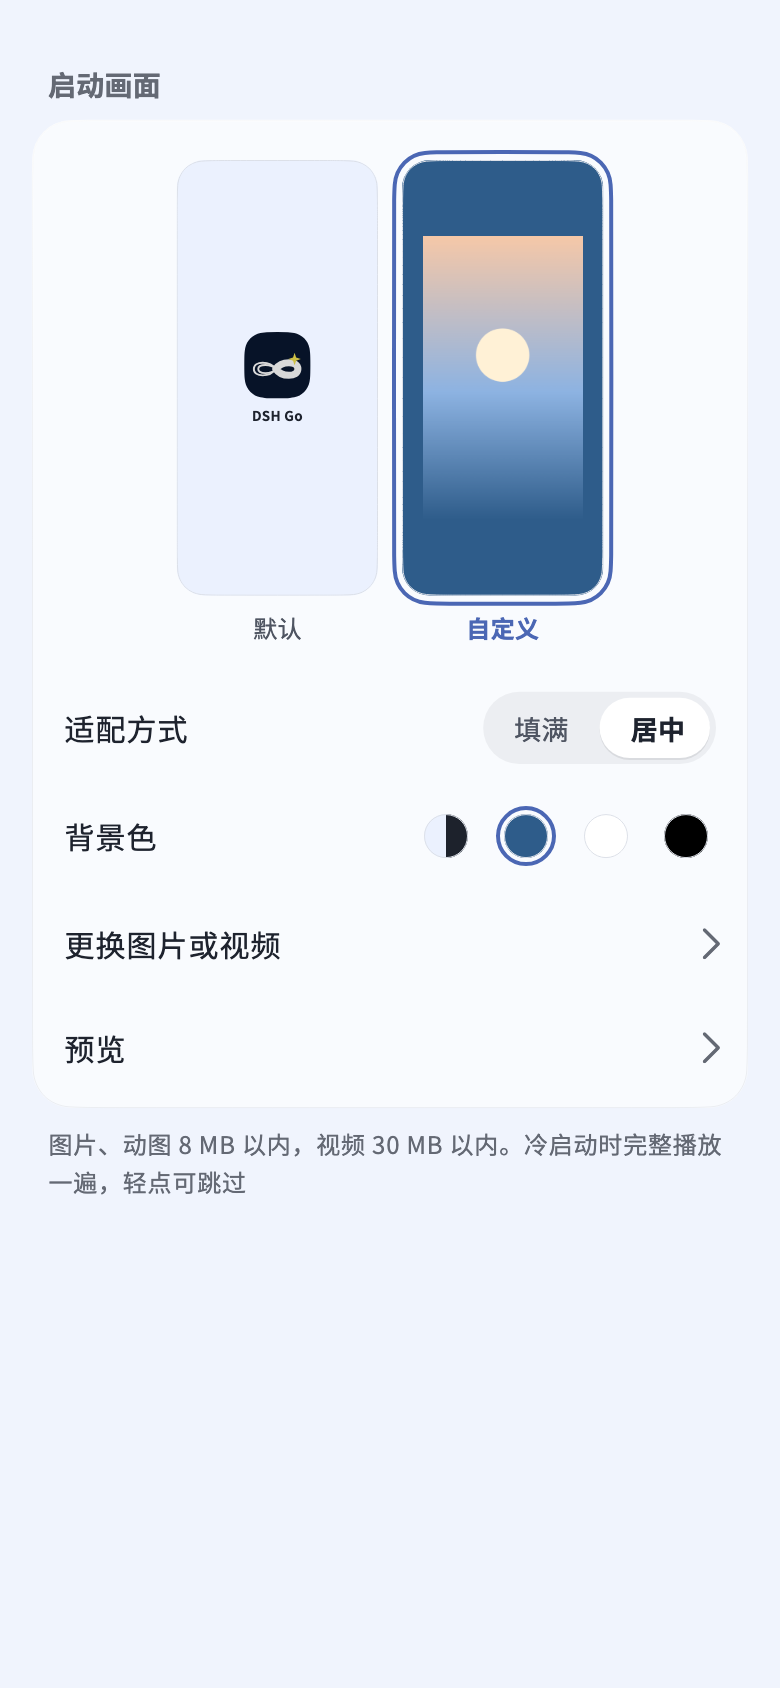 启动画面
DSH Go
默认
自定义
适配方式
填满
居中
背景色
更换图片或视频
预览
图片、动图 8 MB 以内，视频 30 MB 以内。冷启动时完整播放
一遍，轻点可跳过